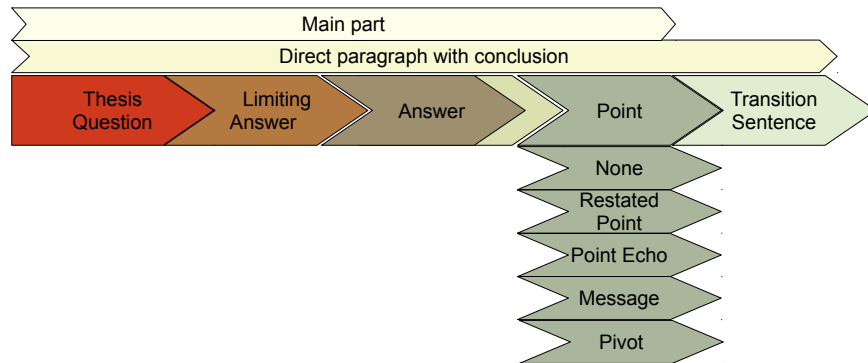 Main part
Direct paragraph with conclusion
Thesis
Question
Limiting
Answer
Answer
Point
Transition
Sentence
None
Restated
Point
Point Echo
Message
Pivot